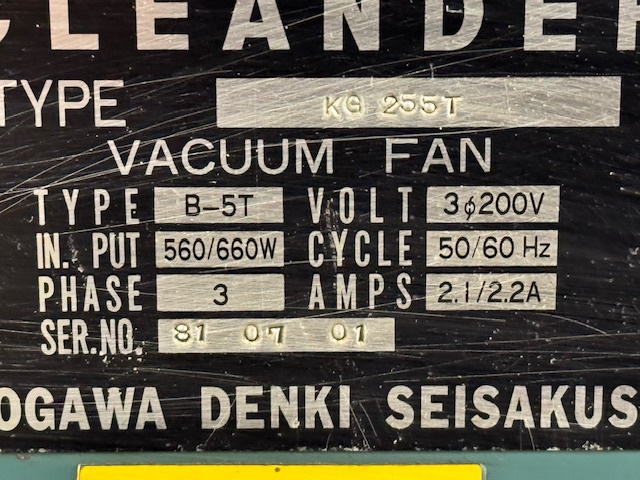 CLEANDER
TYPE KG 255T
VACUUM FAN
TYPE B-5T VOLT 3φ200V
IN. PUT 560/660W CYCLE 50/60 Hz
PHASE 3 AMPS 2.1/2.2A
SER.NO. 81 07 01
OGAWA DENKI SEISAKUS